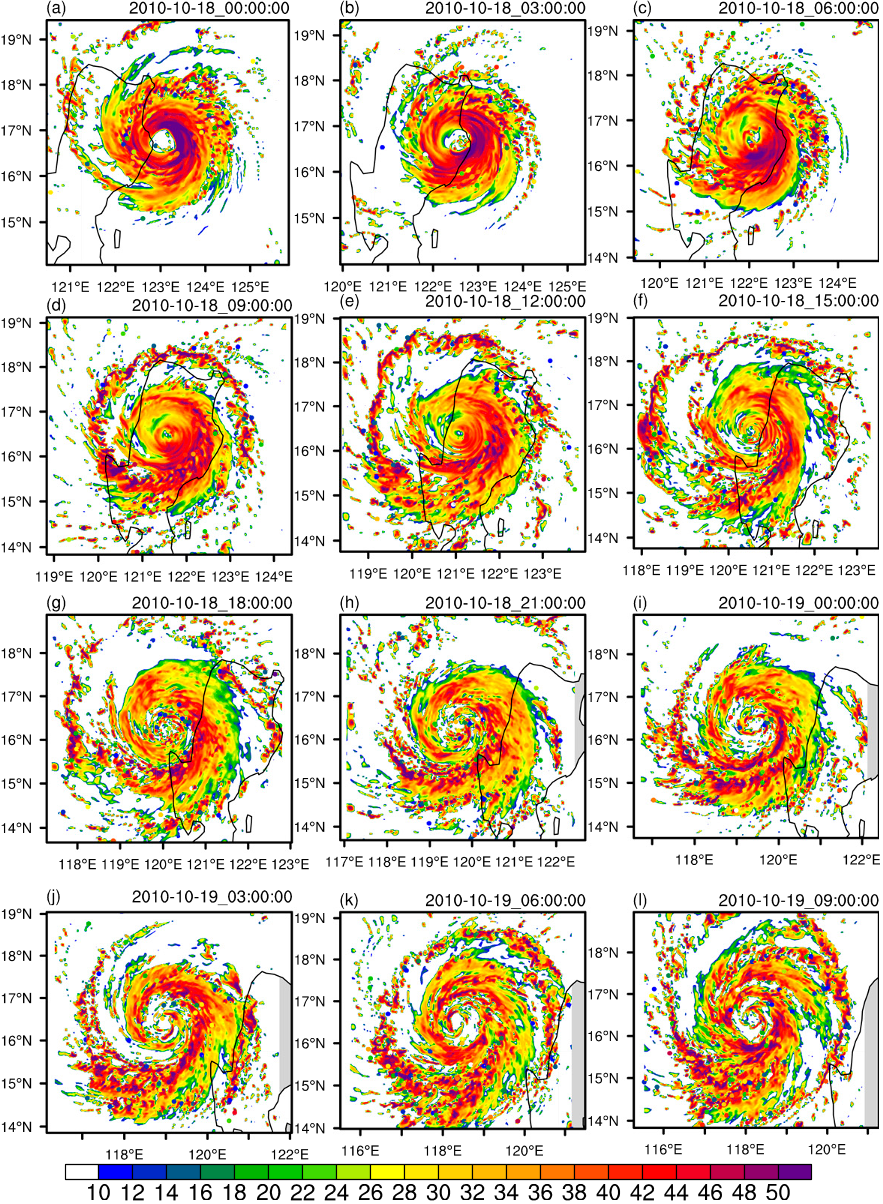 (a) 2010-10-18_00:00:00 (b) 2010-10-18_03:00:00 (c) 2010-10-18_06:00:00
19°N 19°N 19°N
18°N 18°N 18°N
17°N 17°N 17°N
16°N 16°N 16°N
15°N 15°N 15°N
14°N
121°E 122°E 123°E 124°E 125°E 120°E 121°E 122°E 123°E 124°E 125°E 120°E 121°E 122°E 123°E 124°E
(d) 2010-10-18_09:00:00 (e) 2010-10-18_12:00:00 (f) 2010-10-18_15:00:00
19°N 19°N 19°N
18°N 18°N 18°N
17°N 17°N 17°N
16°N 16°N 16°N
15°N 15°N 15°N
14°N 14°N 14°N
119°E 120°E 121°E 122°E 123°E 124°E 119°E 120°E 121°E 122°E 123°E 118°E 119°E 120°E 121°E 122°E 123°E
(g) 2010-10-18_18:00:00 (h) 2010-10-18_21:00:00 (i) 2010-10-19_00:00:00
18°N 18°N 18°N
17°N 17°N 17°N
16°N 16°N 16°N
15°N 15°N 15°N
14°N 14°N 14°N
118°E 119°E 120°E 121°E 122°E 123°E 117°E 118°E 119°E 120°E 121°E 122°E 118°E 120°E 122°E
(j) 2010-10-19_03:00:00 (k) 2010-10-19_06:00:00 (l) 2010-10-19_09:00:00
19°N 19°N 19°N
18°N 18°N 18°N
17°N 17°N 17°N
16°N 16°N 16°N
15°N 15°N 15°N
14°N 14°N 14°N
118°E 120°E 122°E 116°E 118°E 120°E 116°E 118°E 120°E
10 12 14 16 18 20 22 24 26 28 30 32 34 36 38 40 42 44 46 48 50